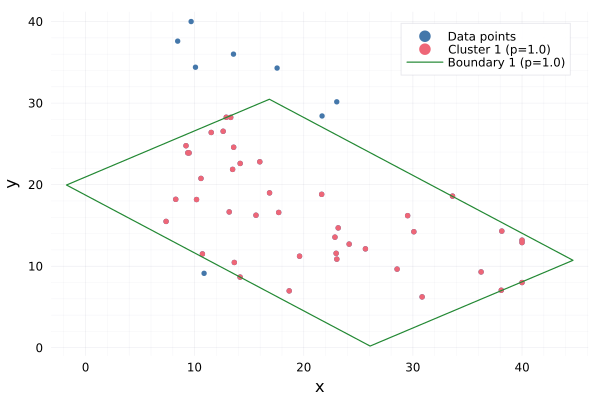 Data points
Cluster 1 (p=1.0)
Boundary 1 (p=1.0)
40
30
20
10
0
y
0 10 20 30 40
x